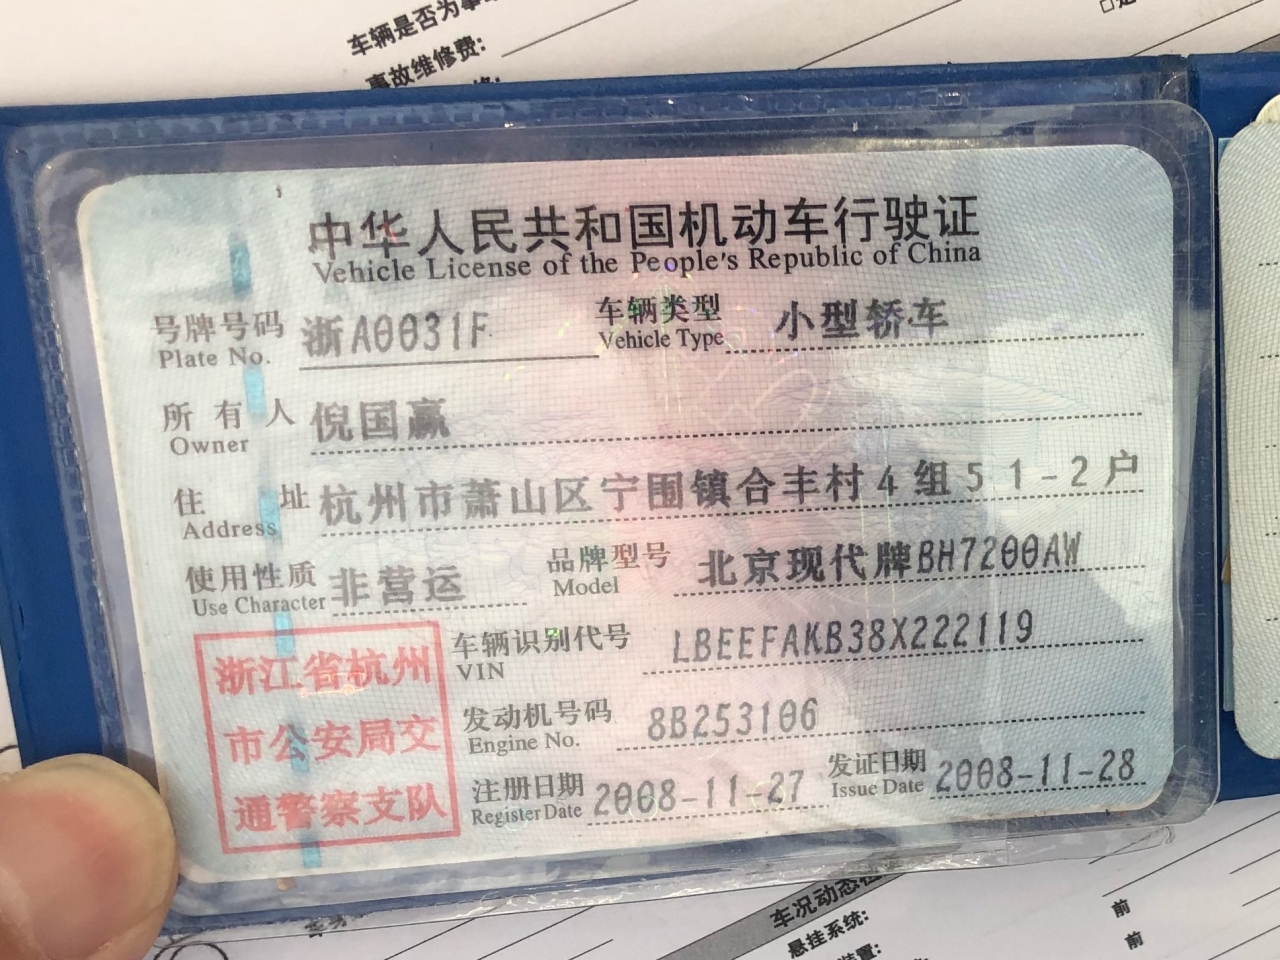 车辆是否为事
事故维修费:
中华人民共和国机动车行驶证
Vehicle License of the People's Republic of China
号牌号码 浙A0031F 车辆类型 小型轿车
Plate No. Vehicle Type
所有人 倪国赢
Owner
住址 杭州市萧山区宁围镇合丰村4组51-2户
Address
使用性质 非营运 品牌型号 北京现代牌BH7200AW
Use Character Model
车辆识别代号 LBEEFAKB38X222119
VIN
发动机号码 8B253106
Engine No.
注册日期 2008-11-27 发证日期 2008-11-28
Register Date Issue Date
浙江省杭州
市公安局交
通警察支队
车况动态
悬挂系统:
前
前